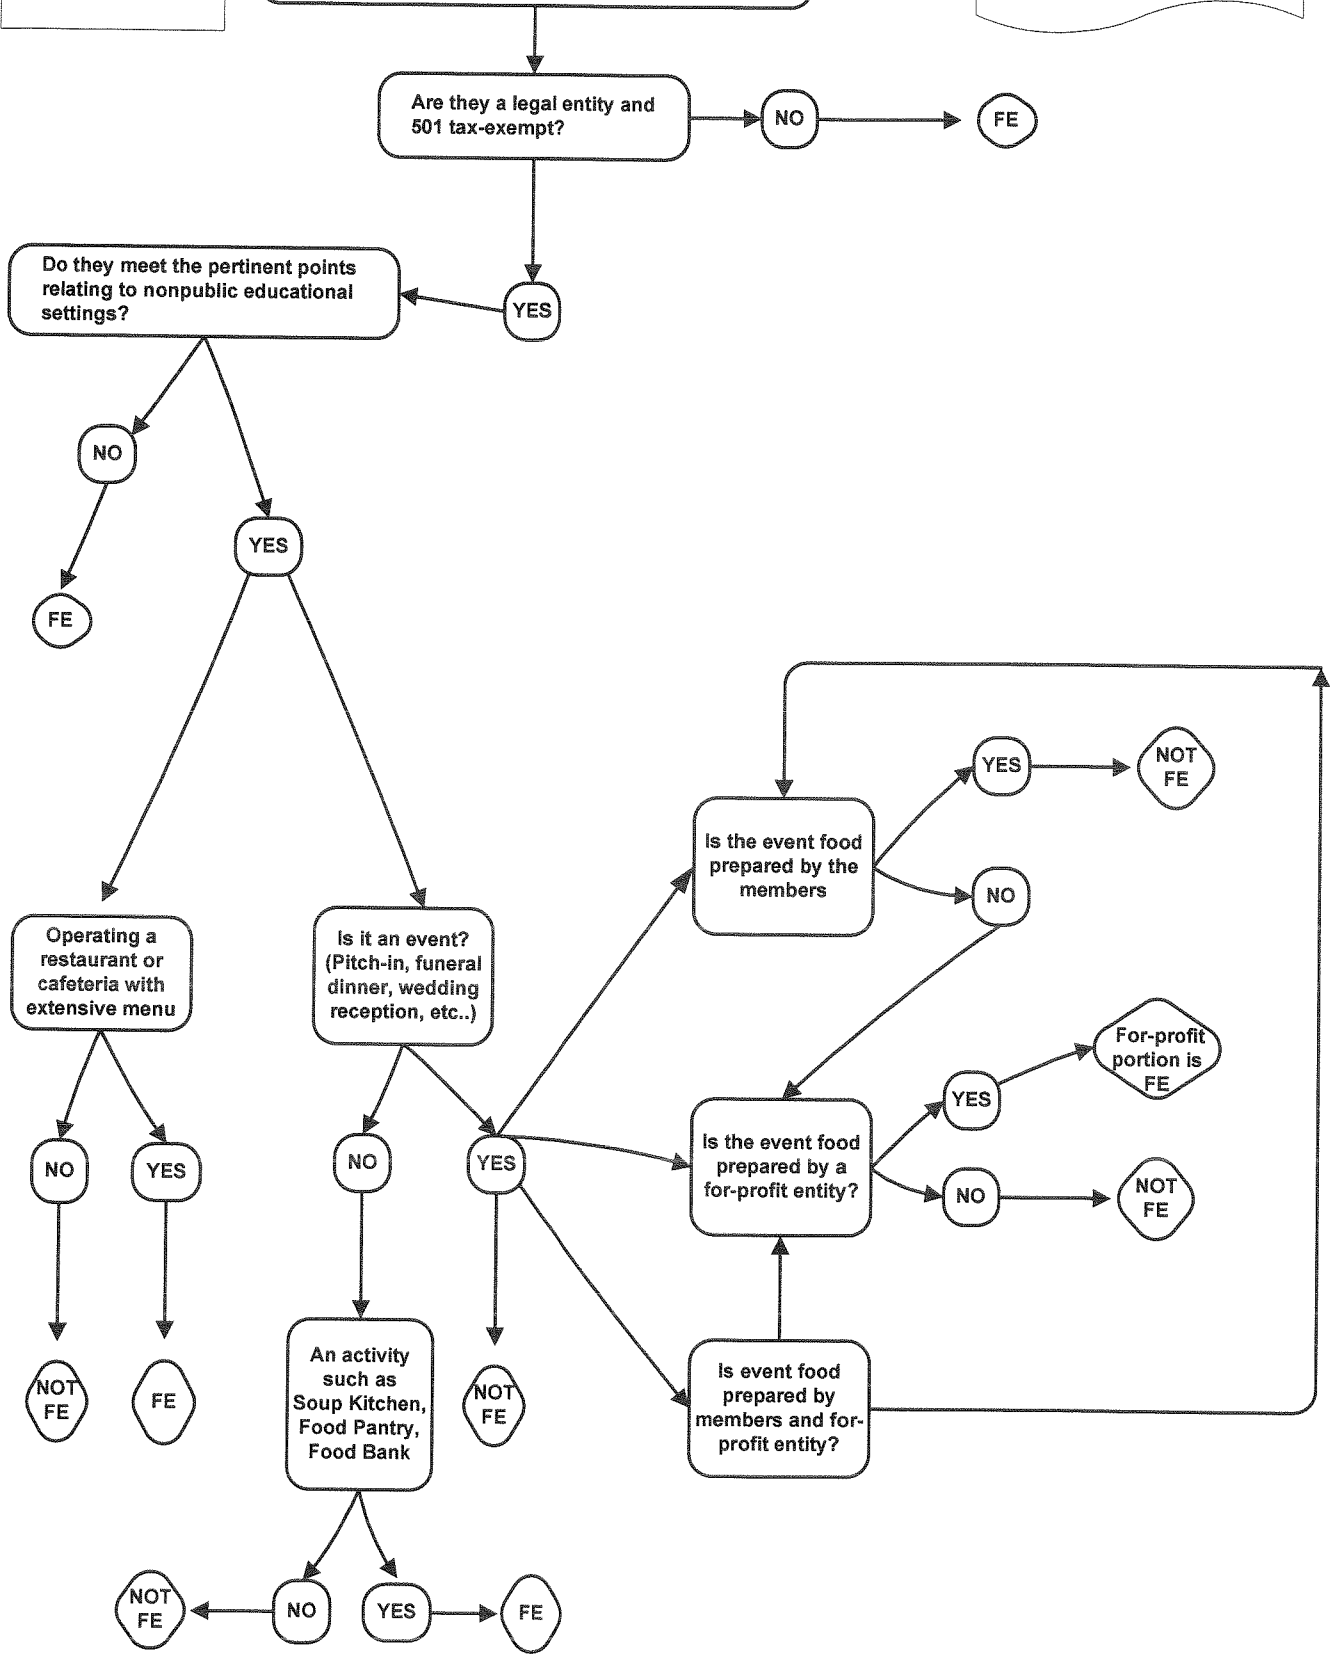 Are they a legal entity and
501 tax-exempt?
NO
FE
Do they meet the pertinent points
relating to nonpublic educational
settings?
YES
NO
YES
FE
YES
NOT
FE
Is the event food
prepared by the
members
NO
Operating a
restaurant or
cafeteria with
extensive menu
Is it an event?
(Pitch-in, funeral
dinner, wedding
reception, etc..)
For-profit
portion is
FE
YES
Is the event food
prepared by a
for-profit entity?
NO
NOT
FE
NO
YES
NO
YES
NOT
FE
FE
An activity
such as
Soup Kitchen,
Food Pantry,
Food Bank
NOT
FE
Is event food
prepared by
members and for-
profit entity?
NOT
FE
NO
YES
FE